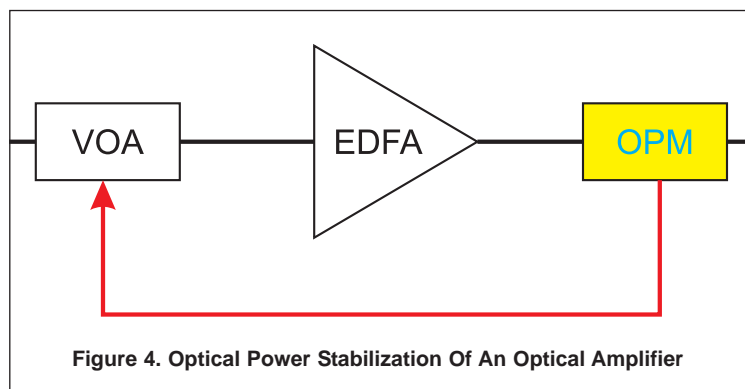 VOA
EDFA
OPM
Figure 4. Optical Power Stabilization Of An Optical Amplifier